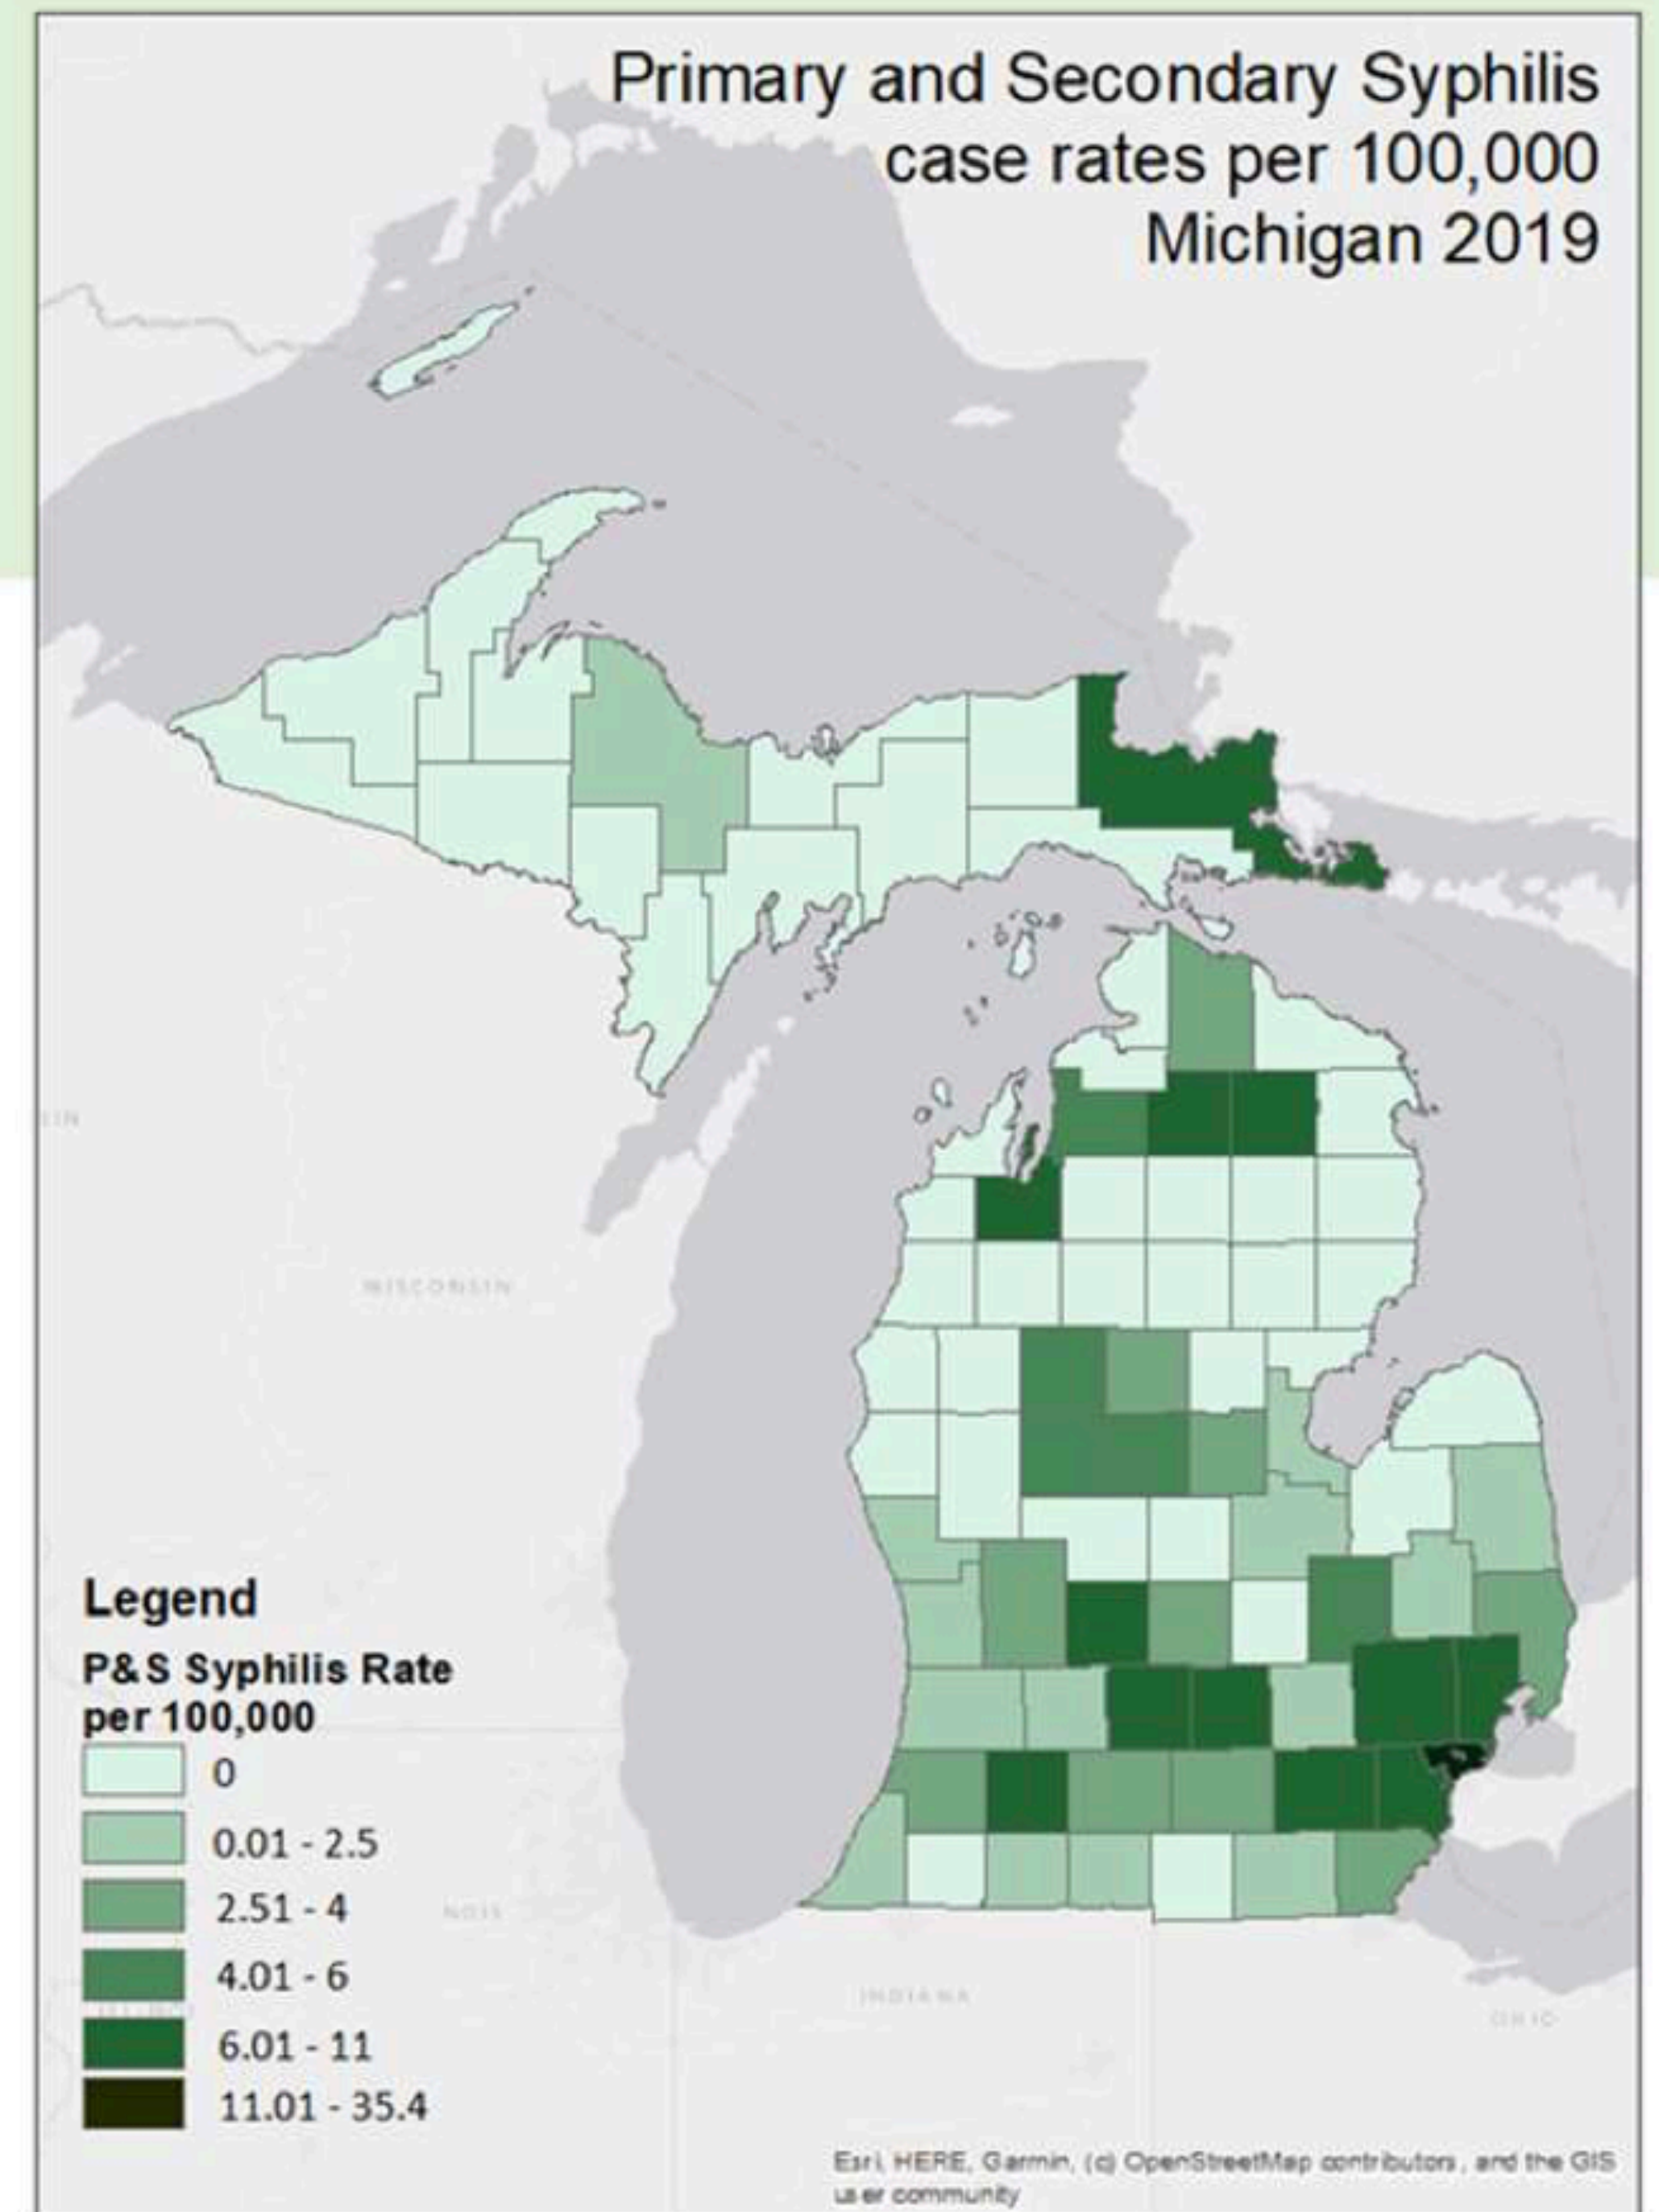 Primary and Secondary Syphilis
case rates per 100,000
Michigan 2019
WISCONSIN
Legend
P&S Syphilis Rate
per 100,000
0
0.01 - 2.5
2.51 - 4
4.01 - 6
6.01 - 11
11.01 - 35.4
NOIS
INDIANA
OHIO
Esri, HERE, Garmin, (c) OpenStreetMap contributors, and the GIS
user community